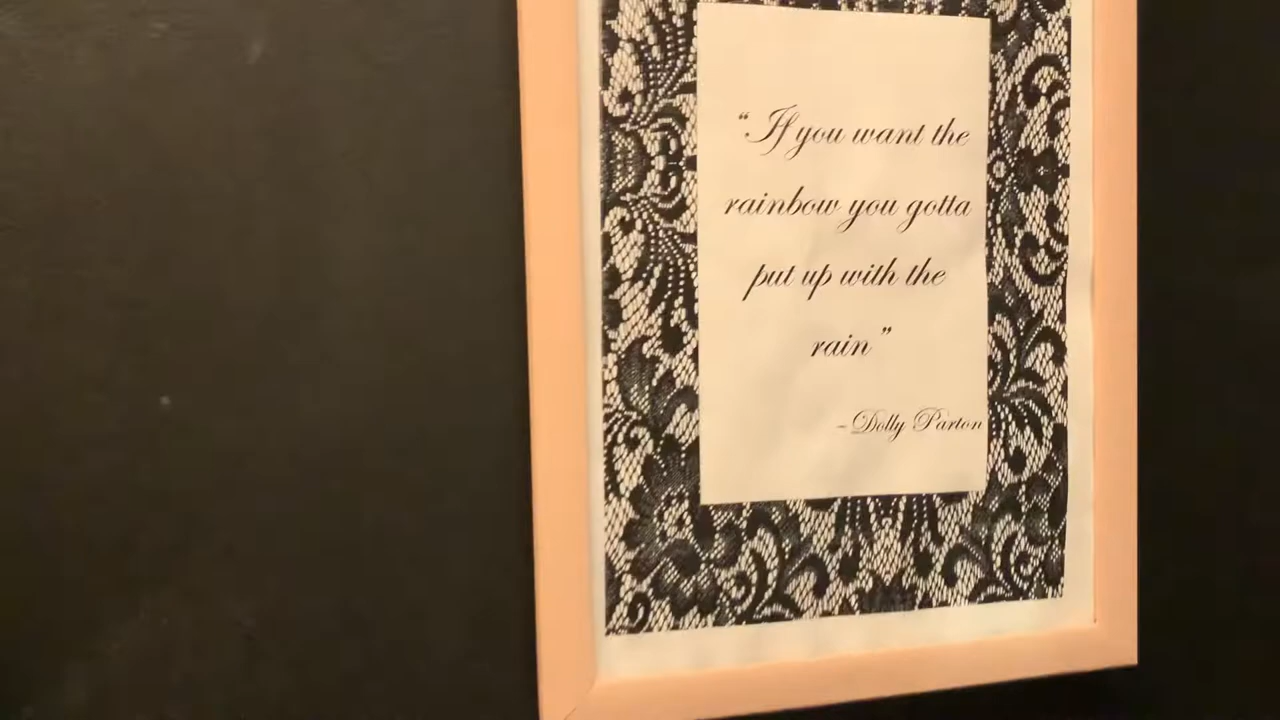 “If you want the
rainbow you gotta
put up with the
rain”
-Dolly Parton